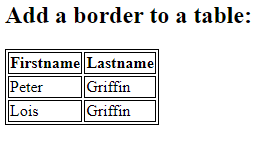 Add a border to a table:
Firstname Lastname
Peter Griffin
Lois Griffin